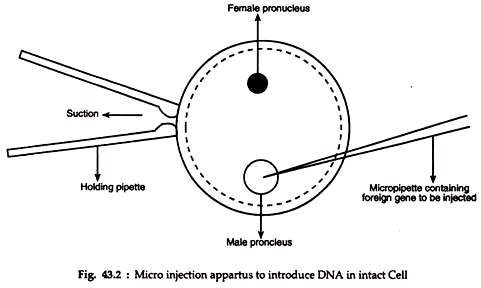 Female pronucleus
Suction
Holding pipette
Micropipette containing
foreign gene to be injected
Male proncieus
Fig. 43.2 : Micro injection appartus to introduce DNA in intact Cell